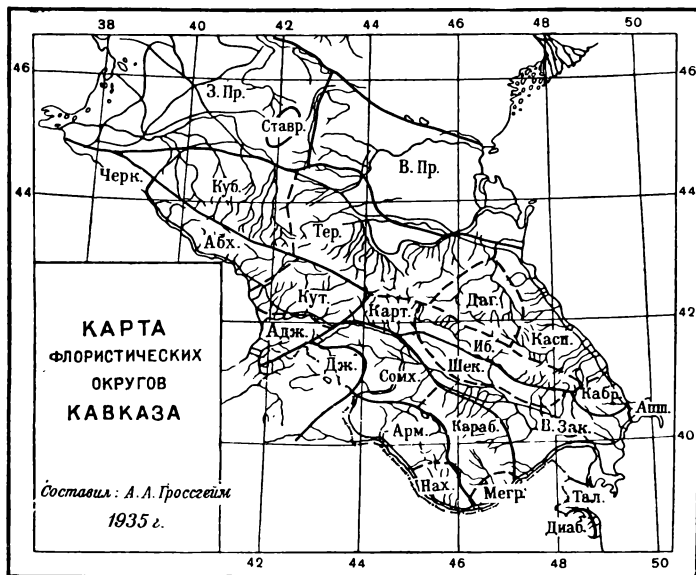 38 40 42 44 46 48 50
46 46
З. Пр.
Ставр.
В. Пр.
Черк.
Куб.
44 44
Абх.
Тер.
Кут.
Карт.
Даг.
42
Адж.
Иб.
Касп.
Дж.
Шек.
Сомх.
Кабр.
Апш.
Арм.
Караб.
В. Зак.
40
Нах.
Мегр.
Тал.
Диаб.
42 44 46 48 50
КАРТА
ФЛОРИСТИЧЕСКИХ
ОКРУГОВ
КАВКАЗА
Составил: А. А. Гроссгейм
1935 г.